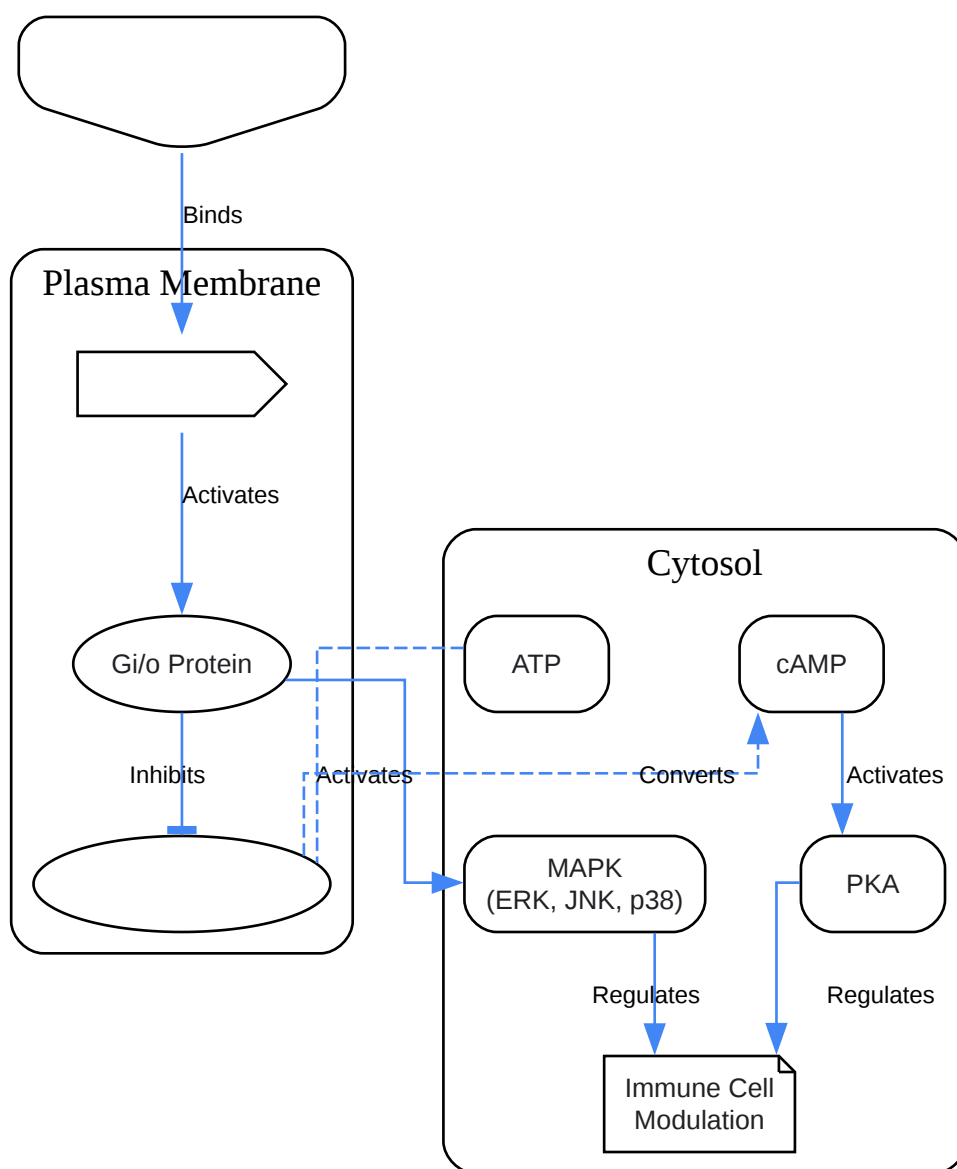 Binds
Plasma Membrane
Activates
Cytosol
Gi/o Protein
ATP
cAMP
Inhibits
Activates
Converts
Activates
MAPK
(ERK, JNK, p38)
PKA
Regulates
Regulates
Immune Cell
Modulation